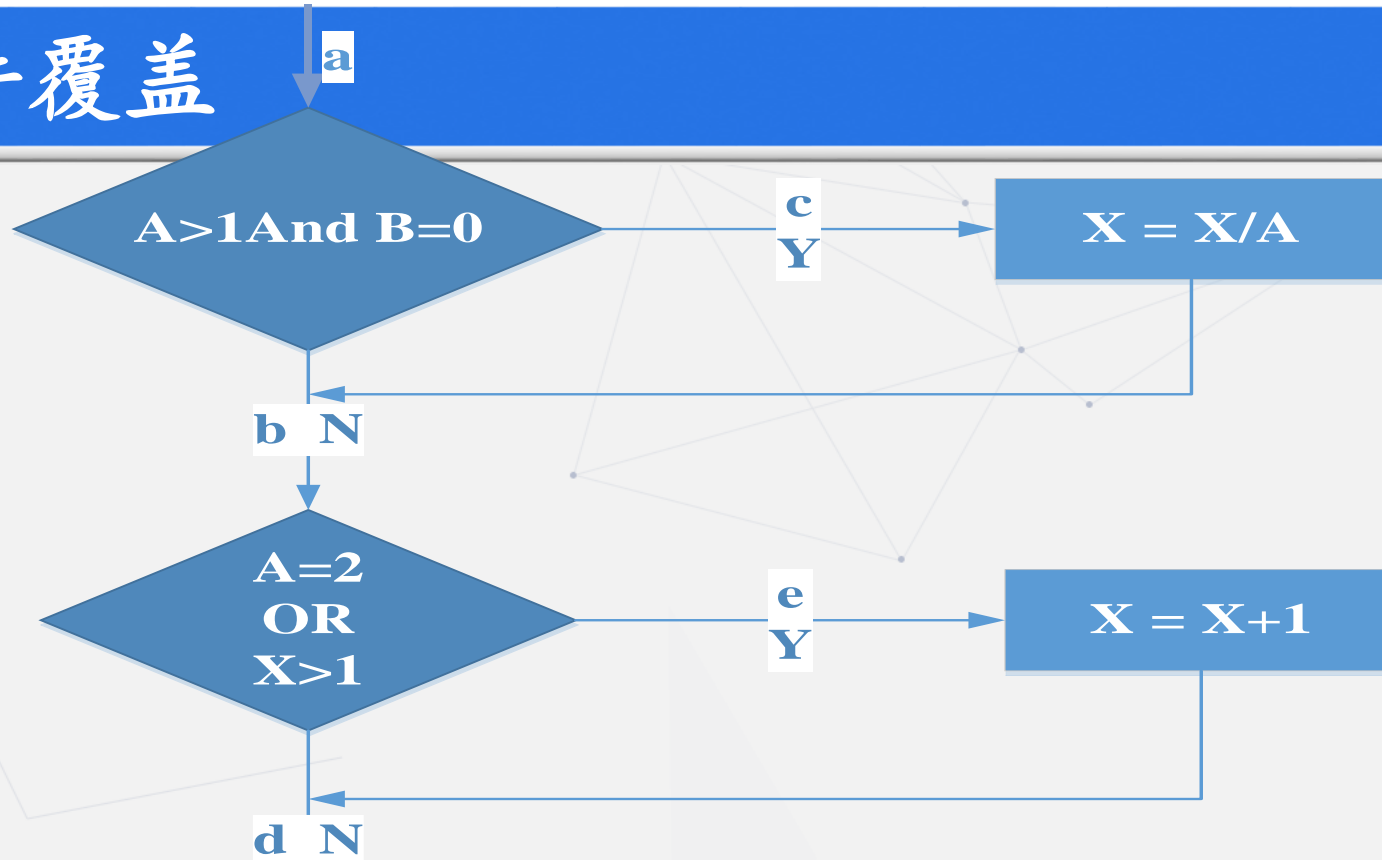 覆盖
a
A>1And B=0
c
Y
X = X/A
b N
A=2
OR
X>1
e
Y
X = X+1
d N